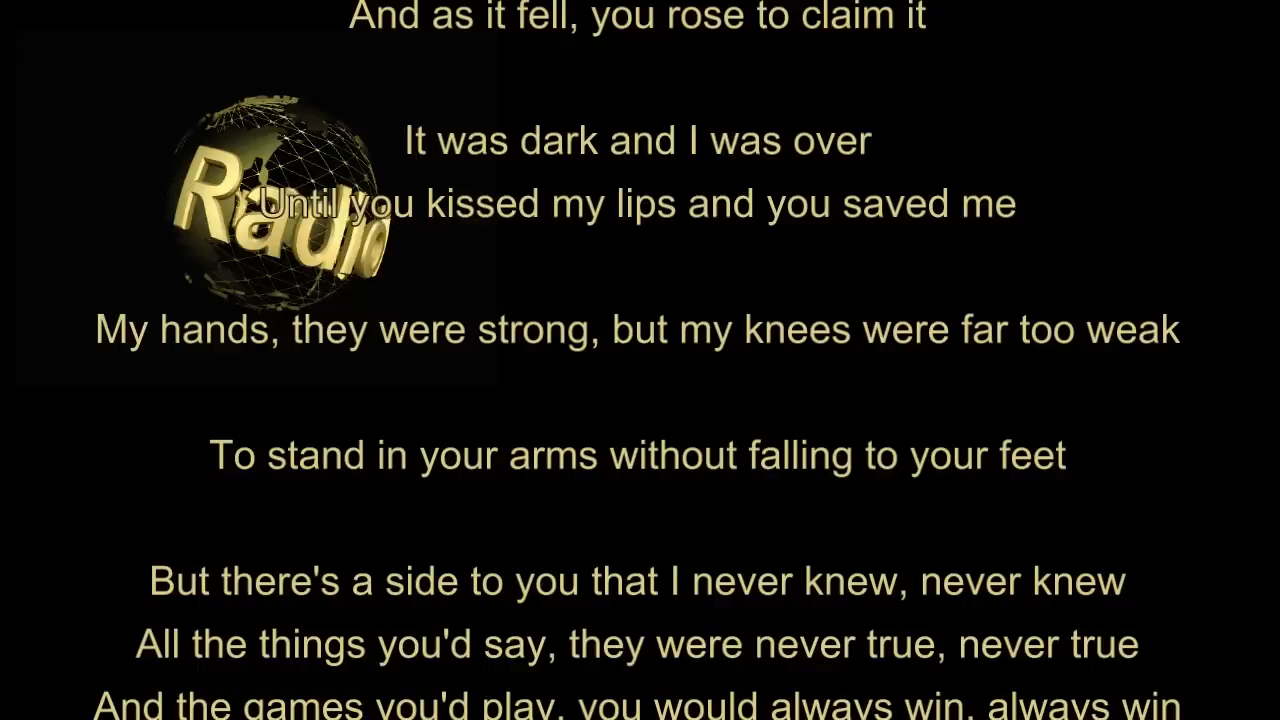 And as it fell, you rose to claim it
It was dark and I was over
Radio
Until you kissed my lips and you saved me
My hands, they were strong, but my knees were far too weak
To stand in your arms without falling to your feet
But there's a side to you that I never knew, never knew
All the things you'd say, they were never true, never true
And the games you'd play, you would always win, always win